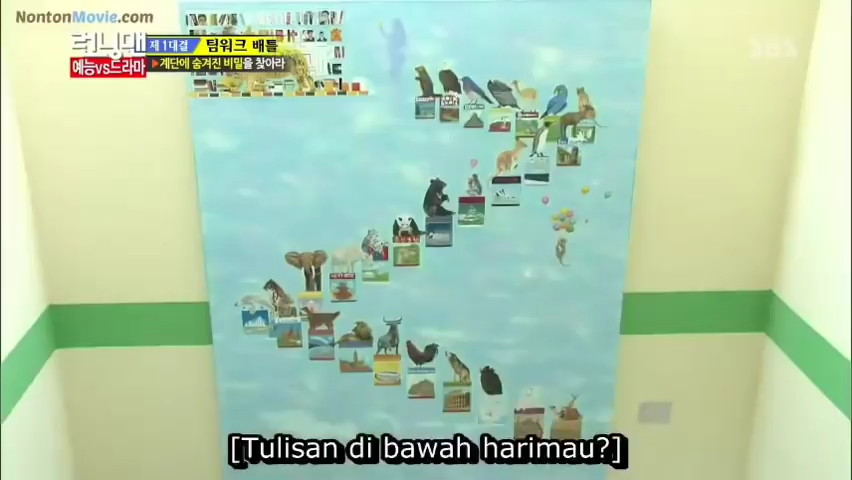 NontonMovie.com
런닝맨
예능vs드라마
제 1대결
팀워크 배틀
▶계단에 숨겨진 비밀을 찾아라
SBS
[Tulisan di bawah harimau?]